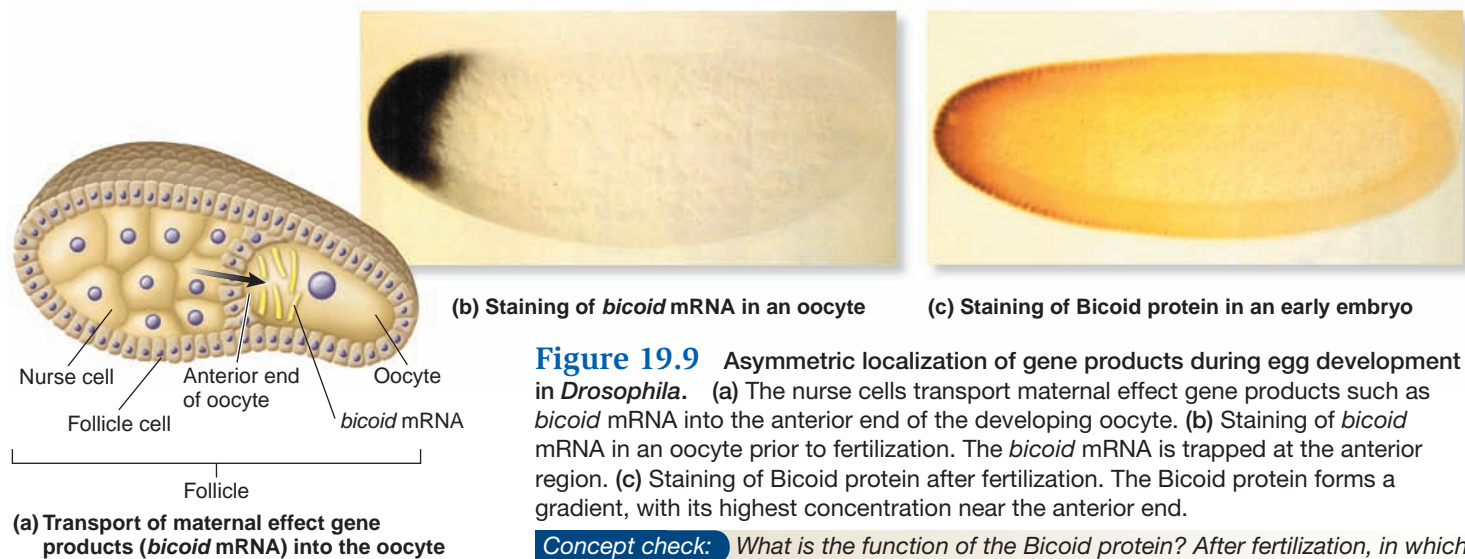 Nurse cell
Anterior end
of oocyte
Oocyte
Follicle cell
bicoid mRNA
Follicle
(a) Transport of maternal effect gene
products (bicoid mRNA) into the oocyte
(b) Staining of bicoid mRNA in an oocyte
(c) Staining of Bicoid protein in an early embryo
Figure 19.9 Asymmetric localization of gene products during egg development
in Drosophila. (a) The nurse cells transport maternal effect gene products such as
bicoid mRNA into the anterior end of the developing oocyte. (b) Staining of bicoid
mRNA in an oocyte prior to fertilization. The bicoid mRNA is trapped at the anterior
region. (c) Staining of Bicoid protein after fertilization. The Bicoid protein forms a
gradient, with its highest concentration near the anterior end.
Concept check: What is the function of the Bicoid protein? After fertilization, in which